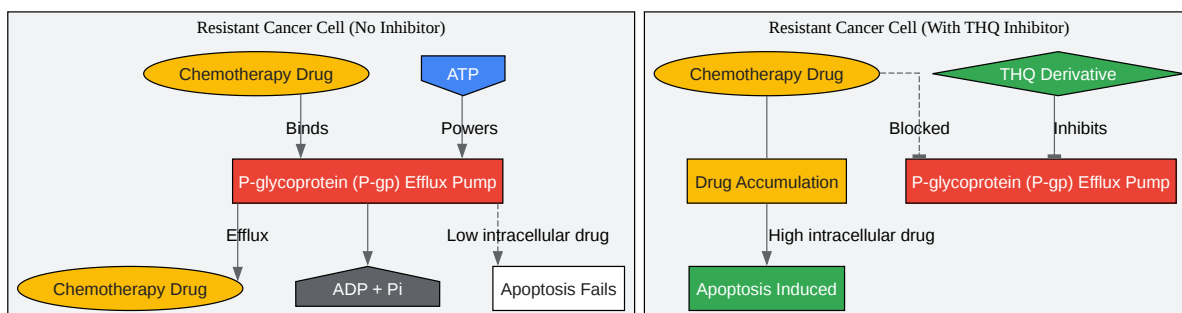 Resistant Cancer Cell (No Inhibitor)
Chemotherapy Drug
ATP
Binds
Powers
P-glycoprotein (P-gp) Efflux Pump
Efflux
Low intracellular drug
Chemotherapy Drug
ADP + Pi
Apoptosis Fails
Resistant Cancer Cell (With THQ Inhibitor)
Chemotherapy Drug
THQ Derivative
Blocked
Inhibits
Drug Accumulation
P-glycoprotein (P-gp) Efflux Pump
High intracellular drug
Apoptosis Induced